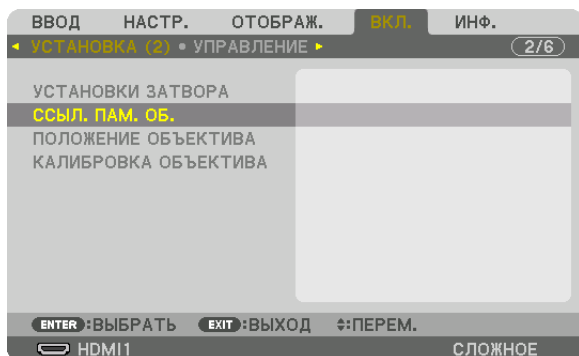 ВВОД НАСТР. ОТОБРАЖ. ВКЛ. ИНФ.
УСТАНОВКА (2) • УПРАВЛЕНИЕ 2/6
УСТАНОВКИ ЗАТВОРА
ССЫЛ. ПАМ. ОБ.
ПОЛОЖЕНИЕ ОБЪЕКТИВА
КАЛИБРОВКА ОБЪЕКТИВА
ENTER :ВЫБРАТЬ EXIT :ВЫХОД :ПЕРЕМ.
HDMI1 СЛОЖНОЕ